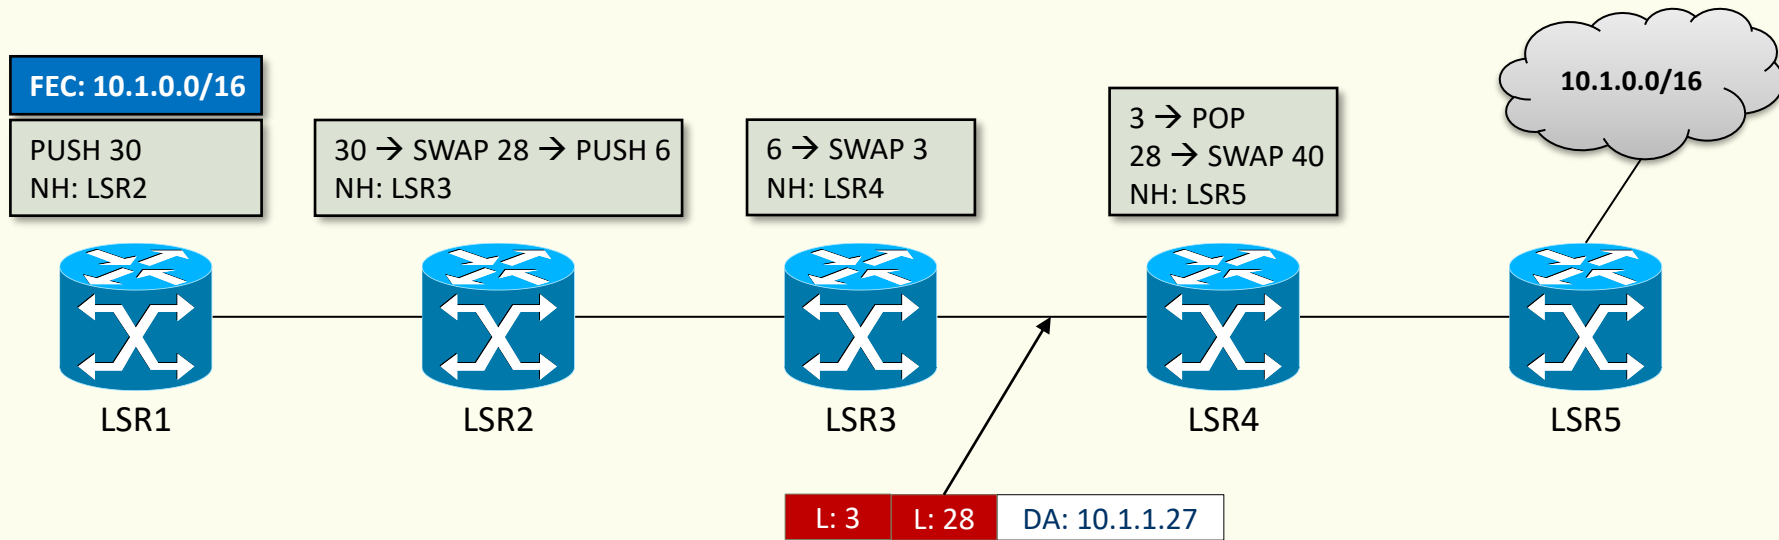 FEC: 10.1.0.0/16
PUSH 30
NH: LSR2
30 → SWAP 28 → PUSH 6
NH: LSR3
6 → SWAP 3
NH: LSR4
3 → POP
28 → SWAP 40
NH: LSR5
10.1.0.0/16
LSR1
LSR2
LSR3
LSR4
LSR5
L: 3 L: 28 DA: 10.1.1.27